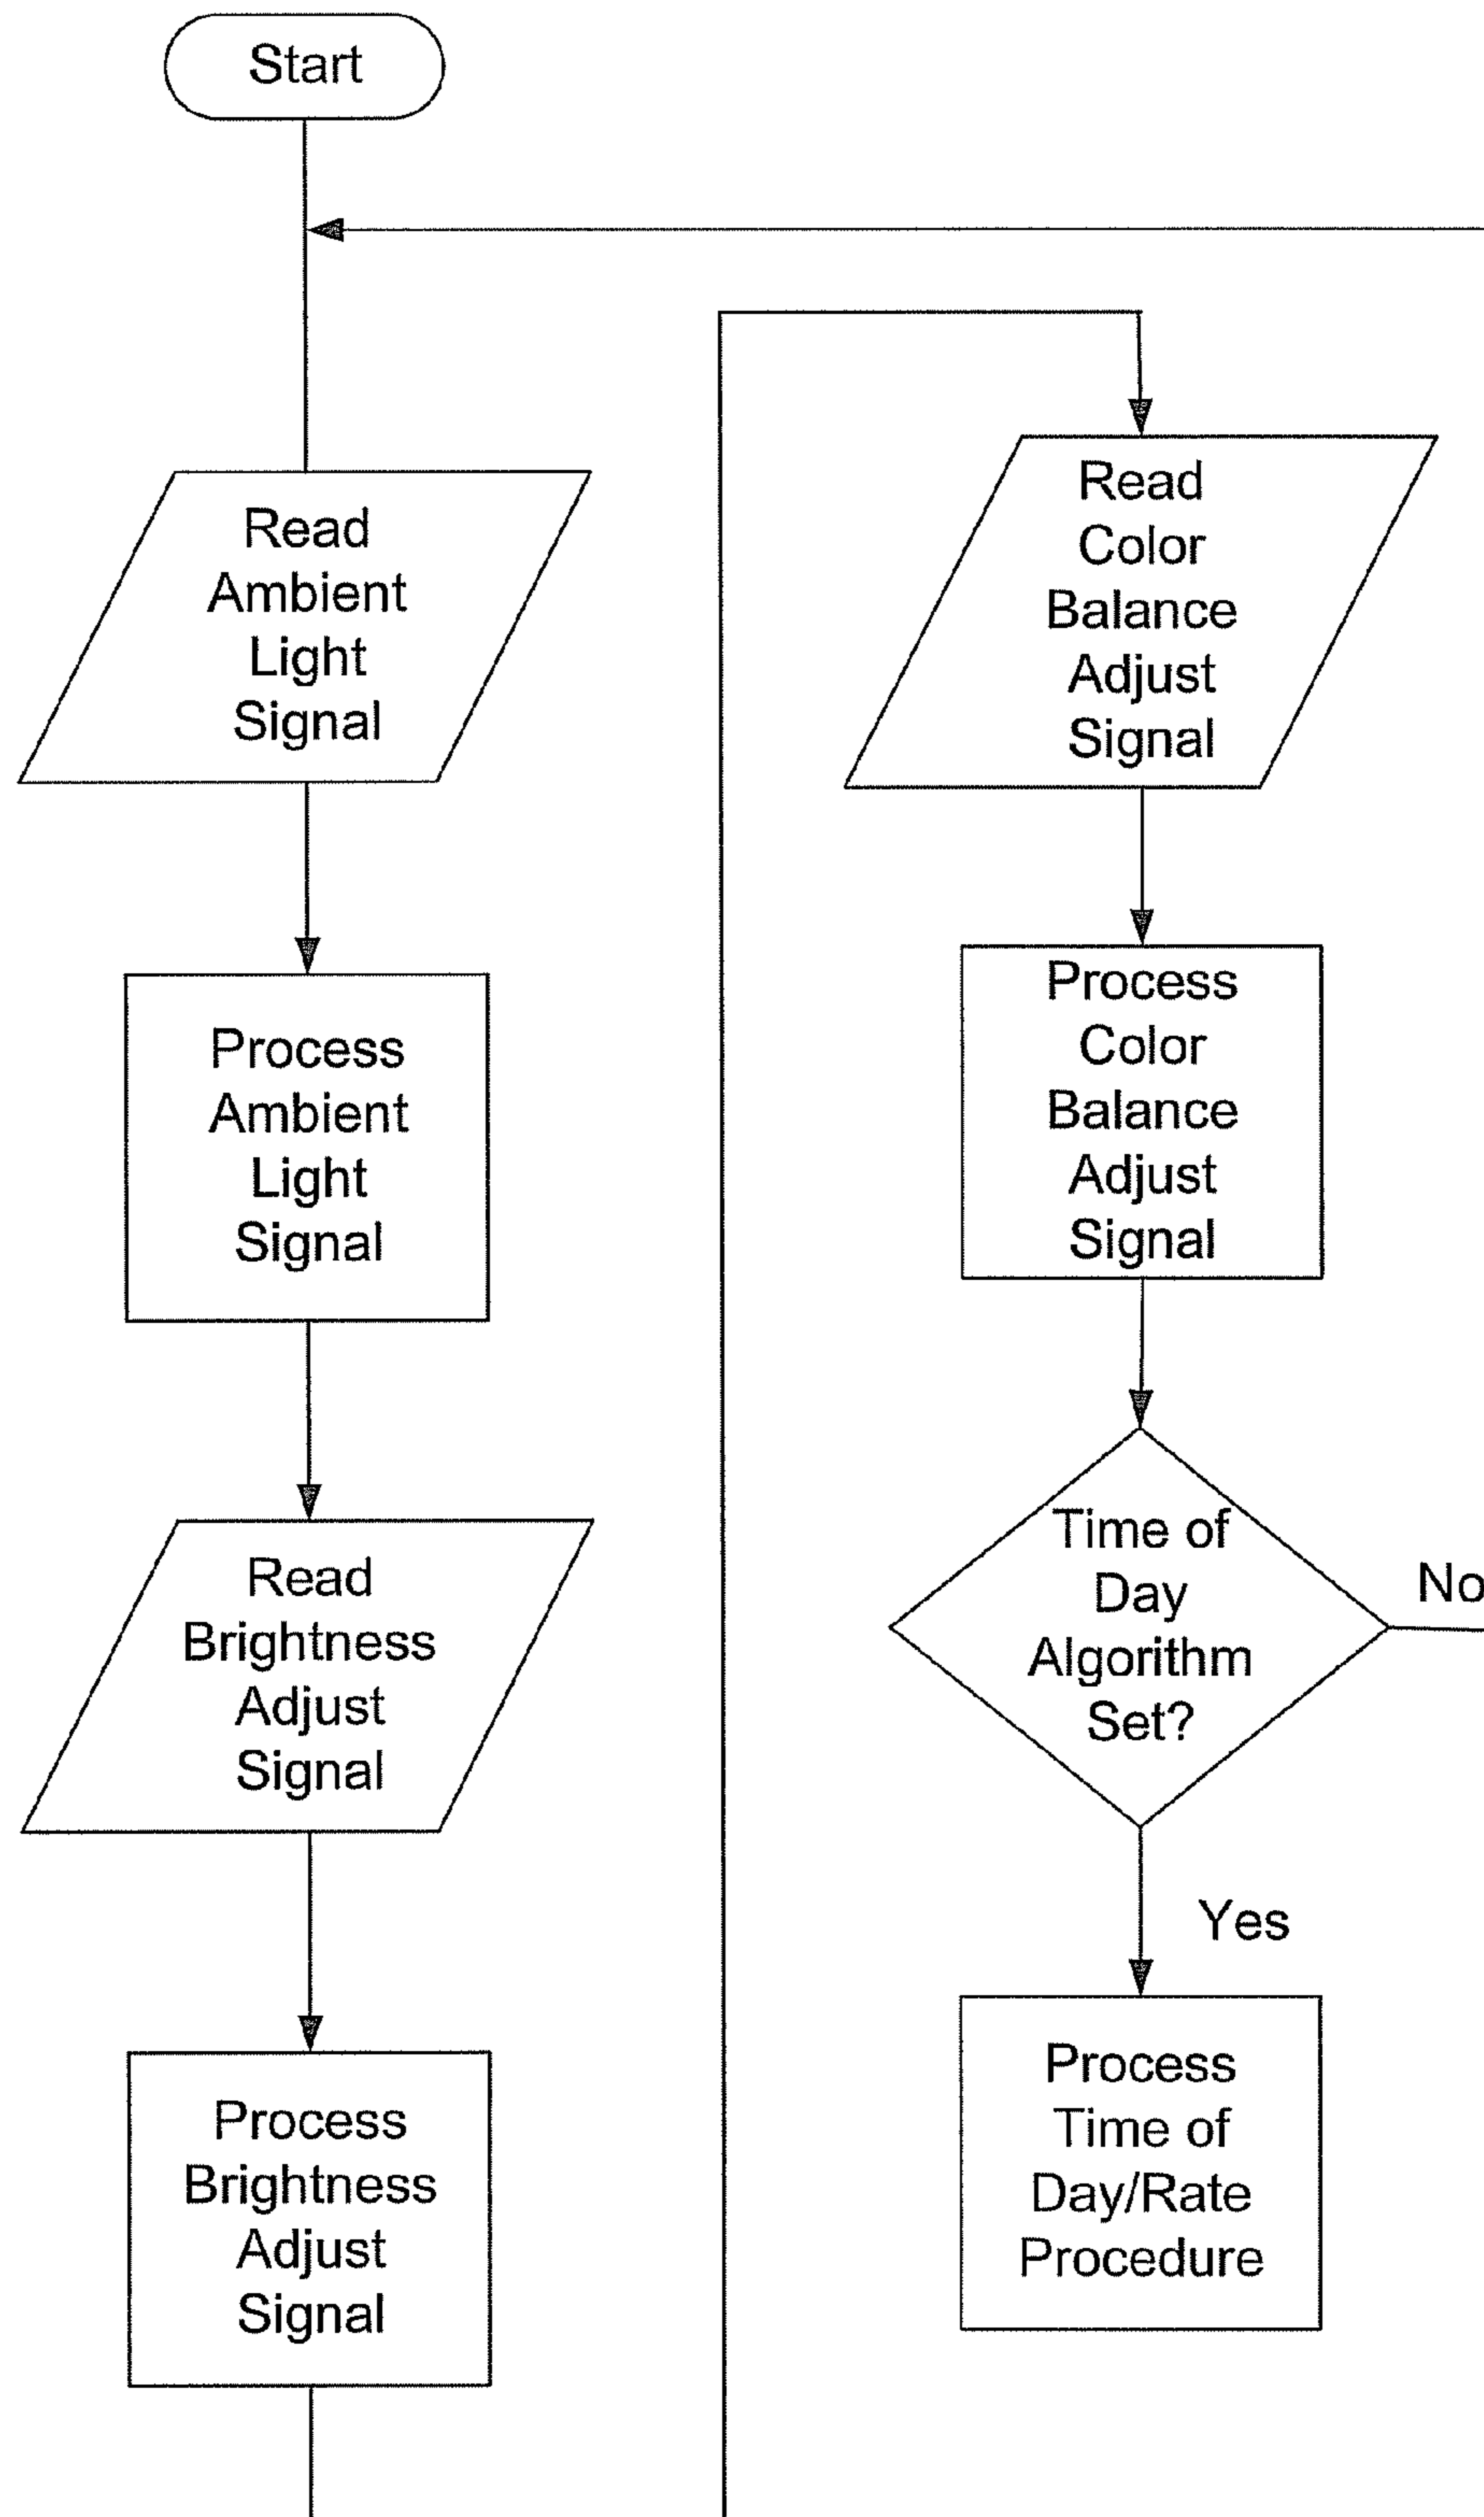 Start
Read
Ambient
Light
Signal
Process
Ambient
Light
Signal
Read
Brightness
Adjust
Signal
Process
Brightness
Adjust
Signal
Read
Color
Balance
Adjust
Signal
Process
Color
Balance
Adjust
Signal
Time of
Day
Algorithm
Set?
No
Yes
Process
Time of
Day/Rate
Procedure